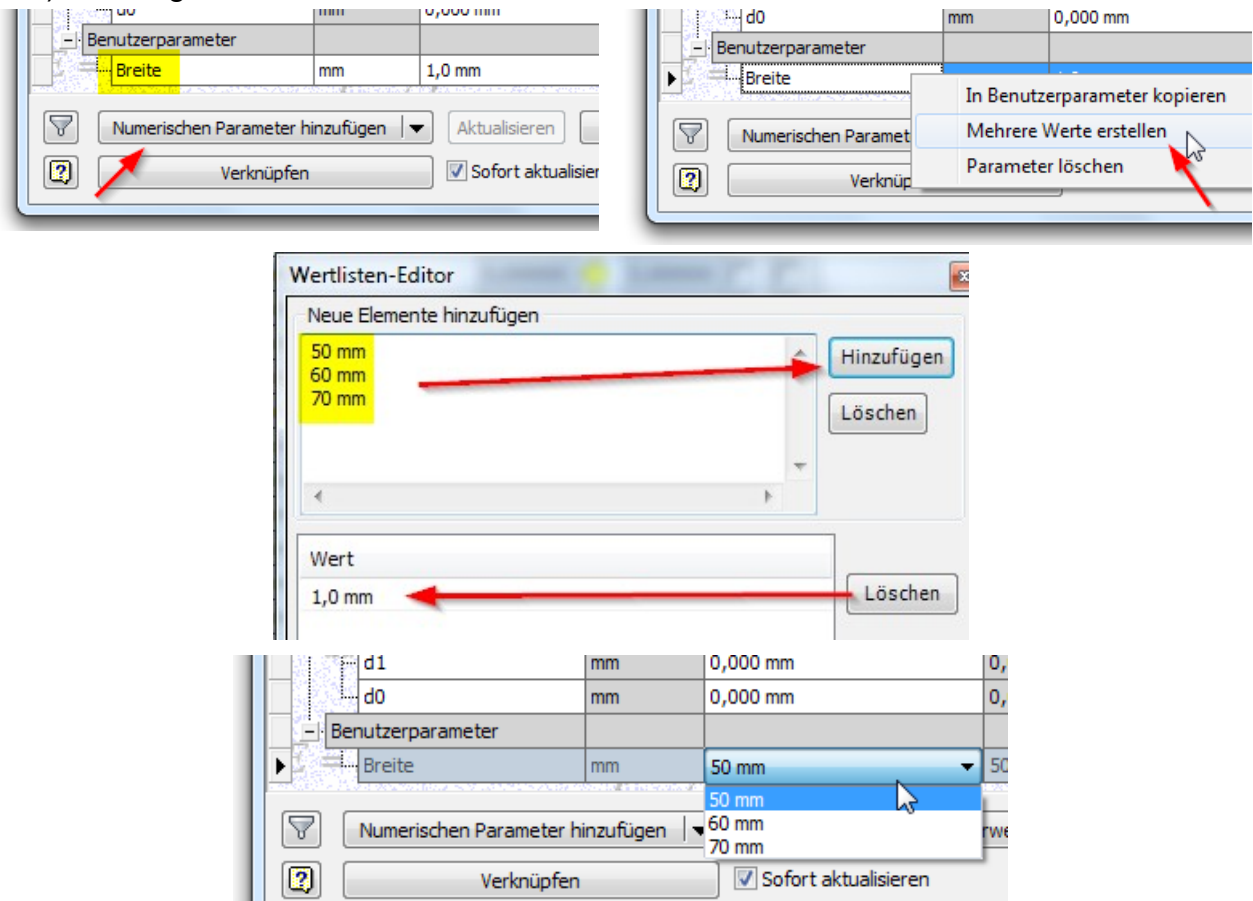 d0 mm 0,000 mm
Benutzerparameter
Breite mm 1,0 mm
Numerischen Parameter hinzufügen Aktualisieren
Verknüpfen Sofort
d0 mm 0,000 mm
Benutzerparameter
Breite
In Benutzerparameter kopieren
Numerischen Mehrere Werte erstellen
Parameter löschen
Wertlisten-Editor
Neue Elemente hinzufügen
50 mm
60 mm
70 mm
Hinzufügen
Löschen
Wert
1,0 mm Löschen
d1 mm 0,000 mm 0,
d0 mm 0,000 mm 0,
Benutzerparameter
Breite mm 50 mm 50
50 mm
Numerischen Parameter hinzufügen 60 mm
70 mm
Verknüpfen Sofort aktualisieren